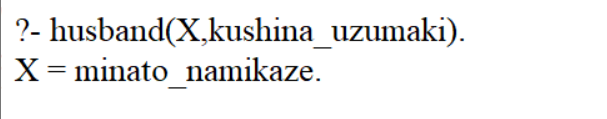 ?- husband(X,kushina_uzumaki).
X = minato_namikaze.